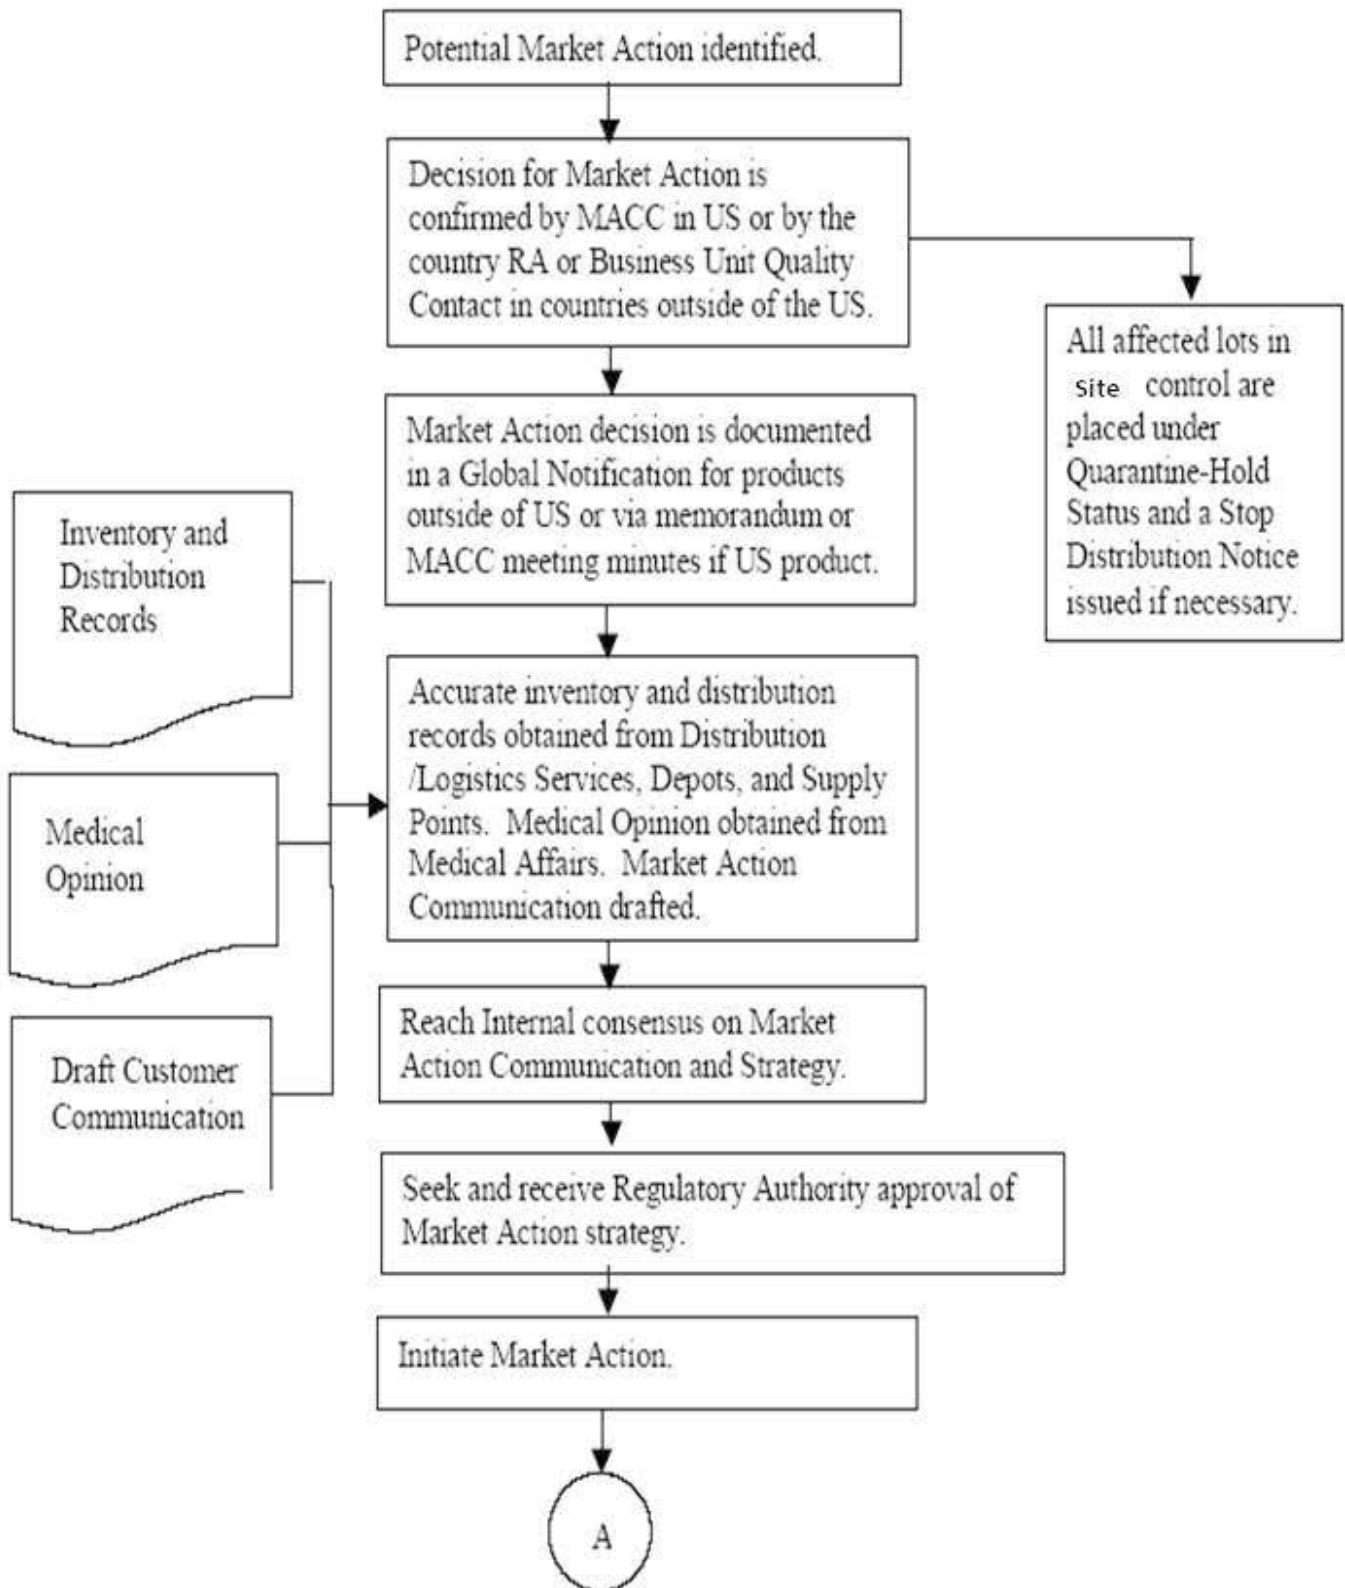 Potential Market Action identified.
Decision for Market Action is
confirmed by MACC in US or by the
country RA or Business Unit Quality
Contact in countries outside of the US.
All affected lots in
Site control are
placed under
Quarantine-Hold
Status and a Stop
Distribution Notice
issued if necessary.
Market Action decision is documented
in a Global Notification for products
outside of US or via memorandum or
MACC meeting minutes if US product.
Inventory and
Distribution
Records
Medical
Opinion
Draft Customer
Communication
Accurate inventory and distribution
records obtained from Distribution
/Logistics Services, Depots, and Supply
Points. Medical Opinion obtained from
Medical Affairs. Market Action
Communication drafted.
Reach Internal consensus on Market
Action Communication and Strategy.
Seek and receive Regulatory Authority approval of
Market Action strategy.
Initiate Market Action.
A